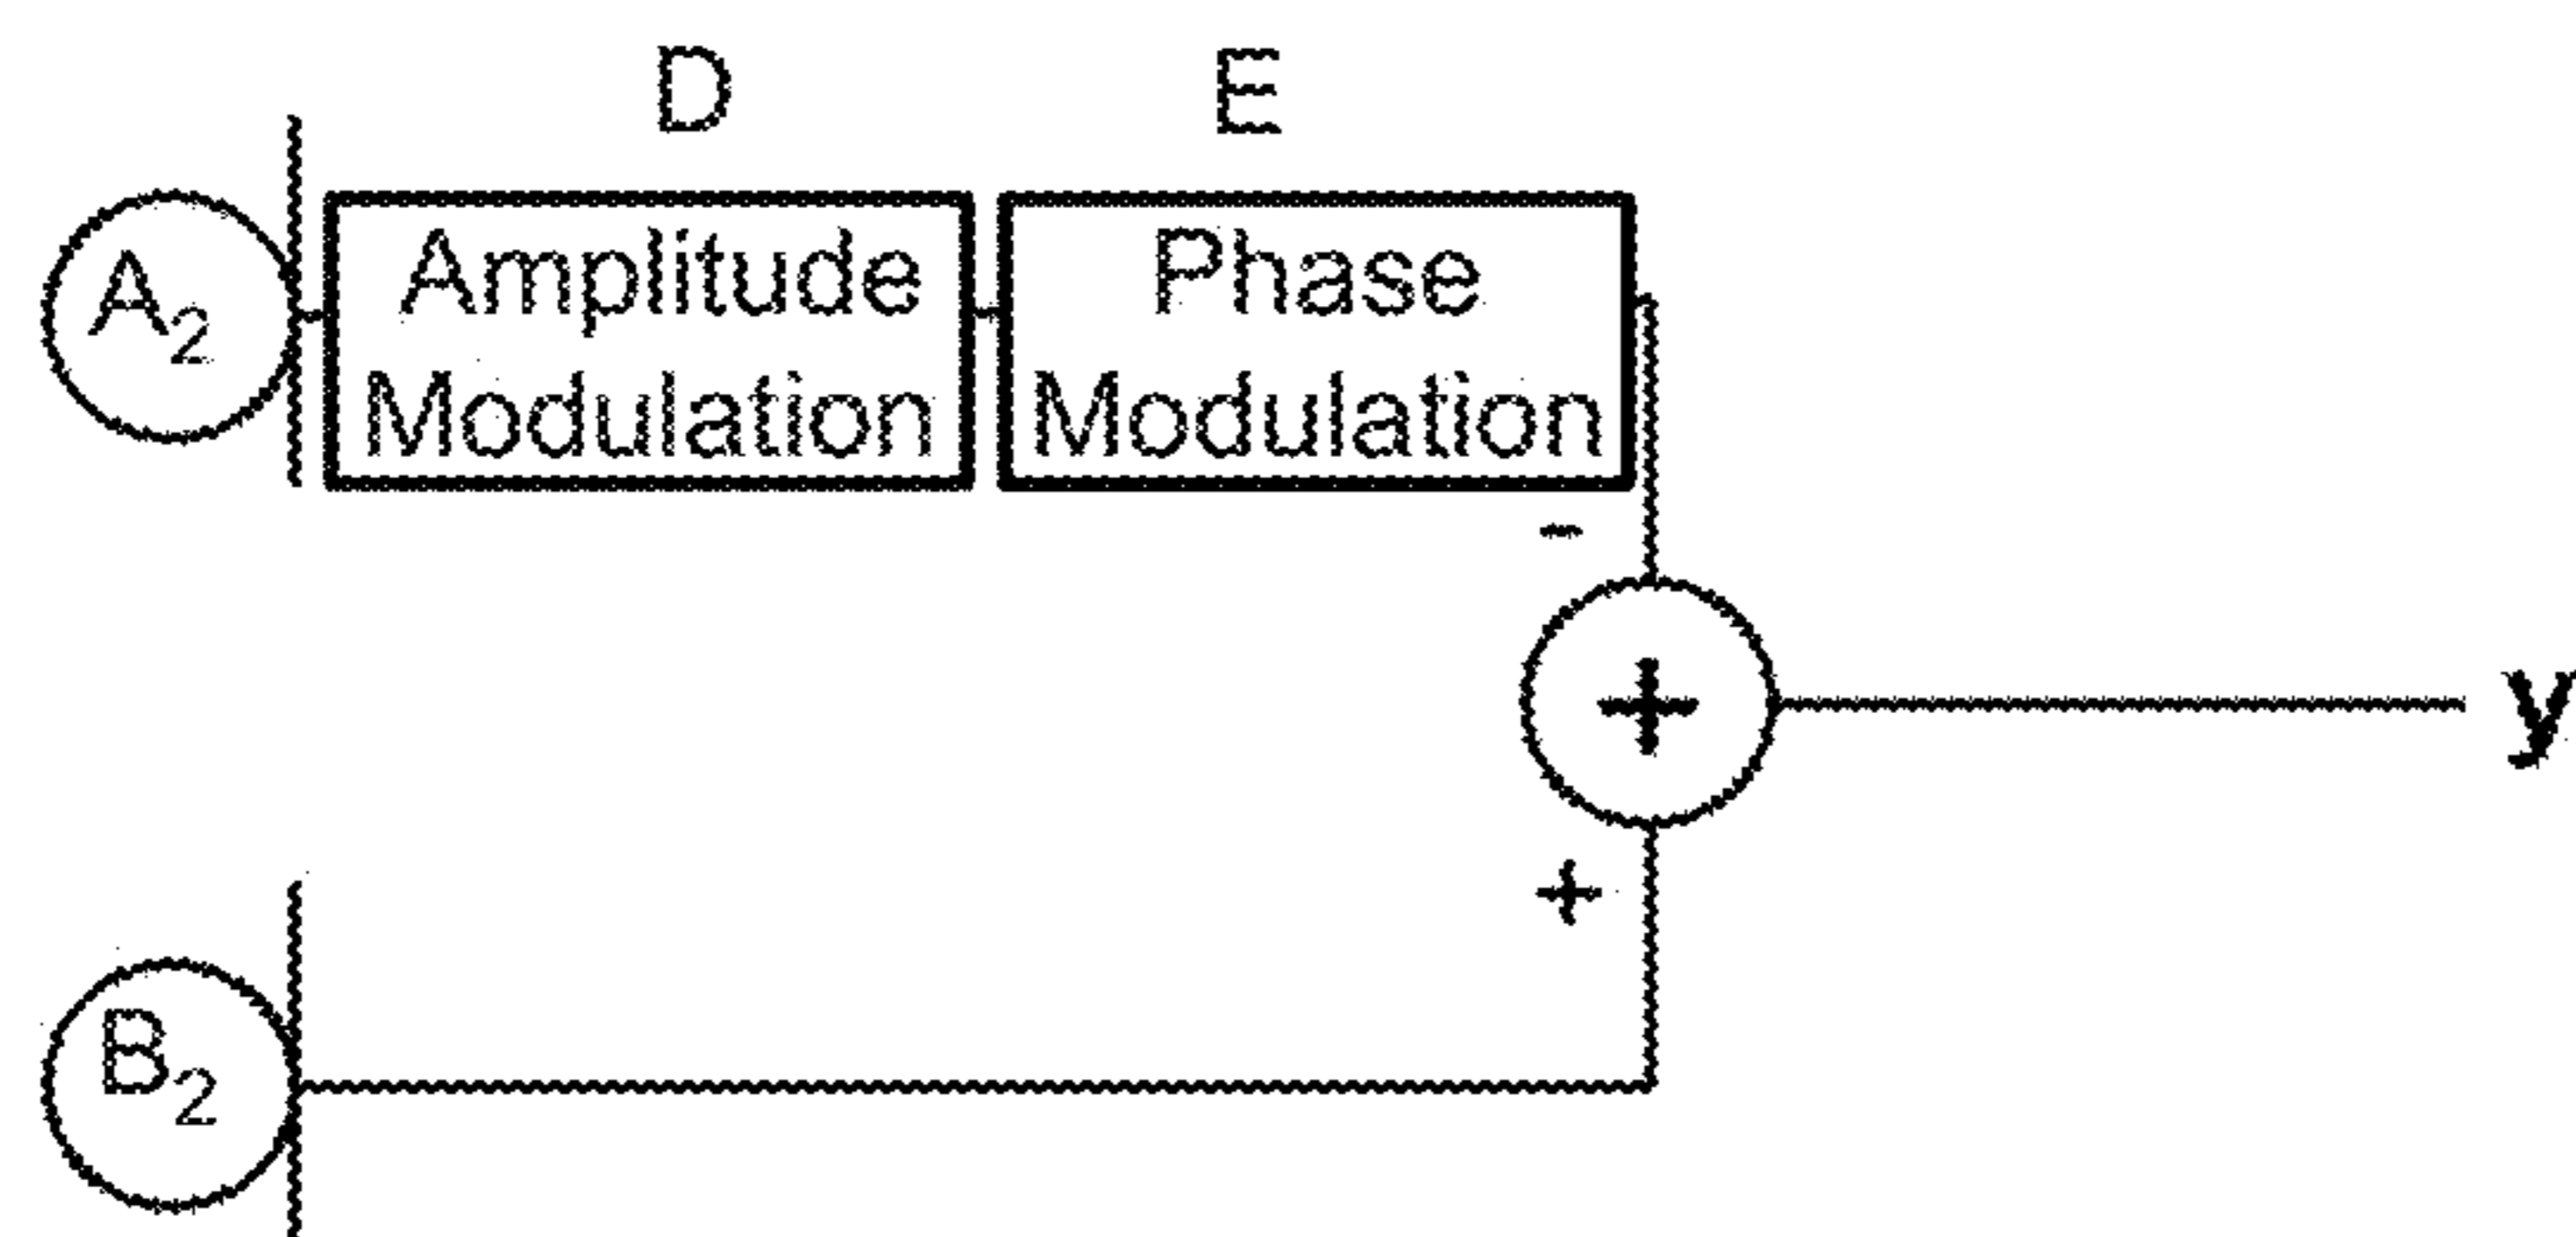 D E
A₂ Amplitude Modulation Phase Modulation
-
+ y
+
B₂